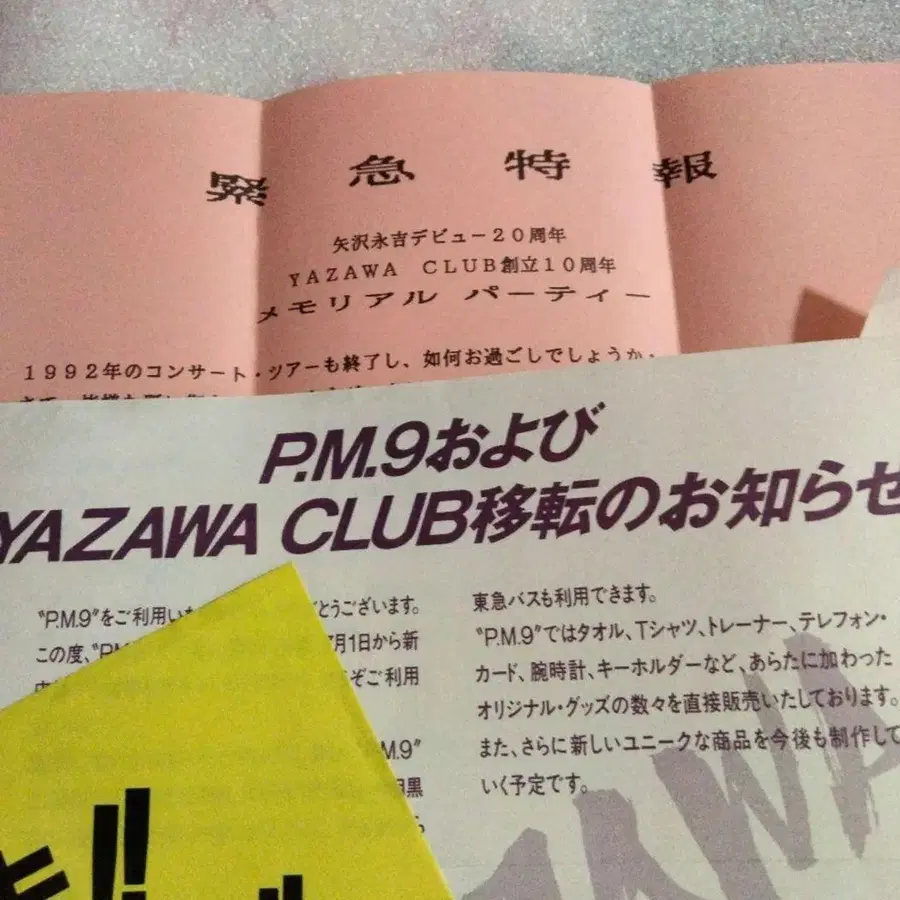 緊急特報
矢沢永吉デビュー20周年
YAZAWA CLUB創立10周年
メモリアル パーティー
1992年のコンサート・ツアーも終了し、如何お過ごしでしょうか。
P.M.9および
YAZAWA CLUB移転のお知らせ
"P.M.9"をご利用いた
とうございます。
この度、"P.M
7月1日から新
ぞご利用
M.9"
目黒
東急バスも利用できます。
"P.M.9"ではタオル、Tシャツ、トレーナー、テレフォン・
カード、腕時計、キーホルダーなど、あらたに加わった
オリジナル・グッズの数々を直接販売いたしております。
また、さらに新しいユニークな商品を今後も制作して
いく予定です。
AZAWA
!!